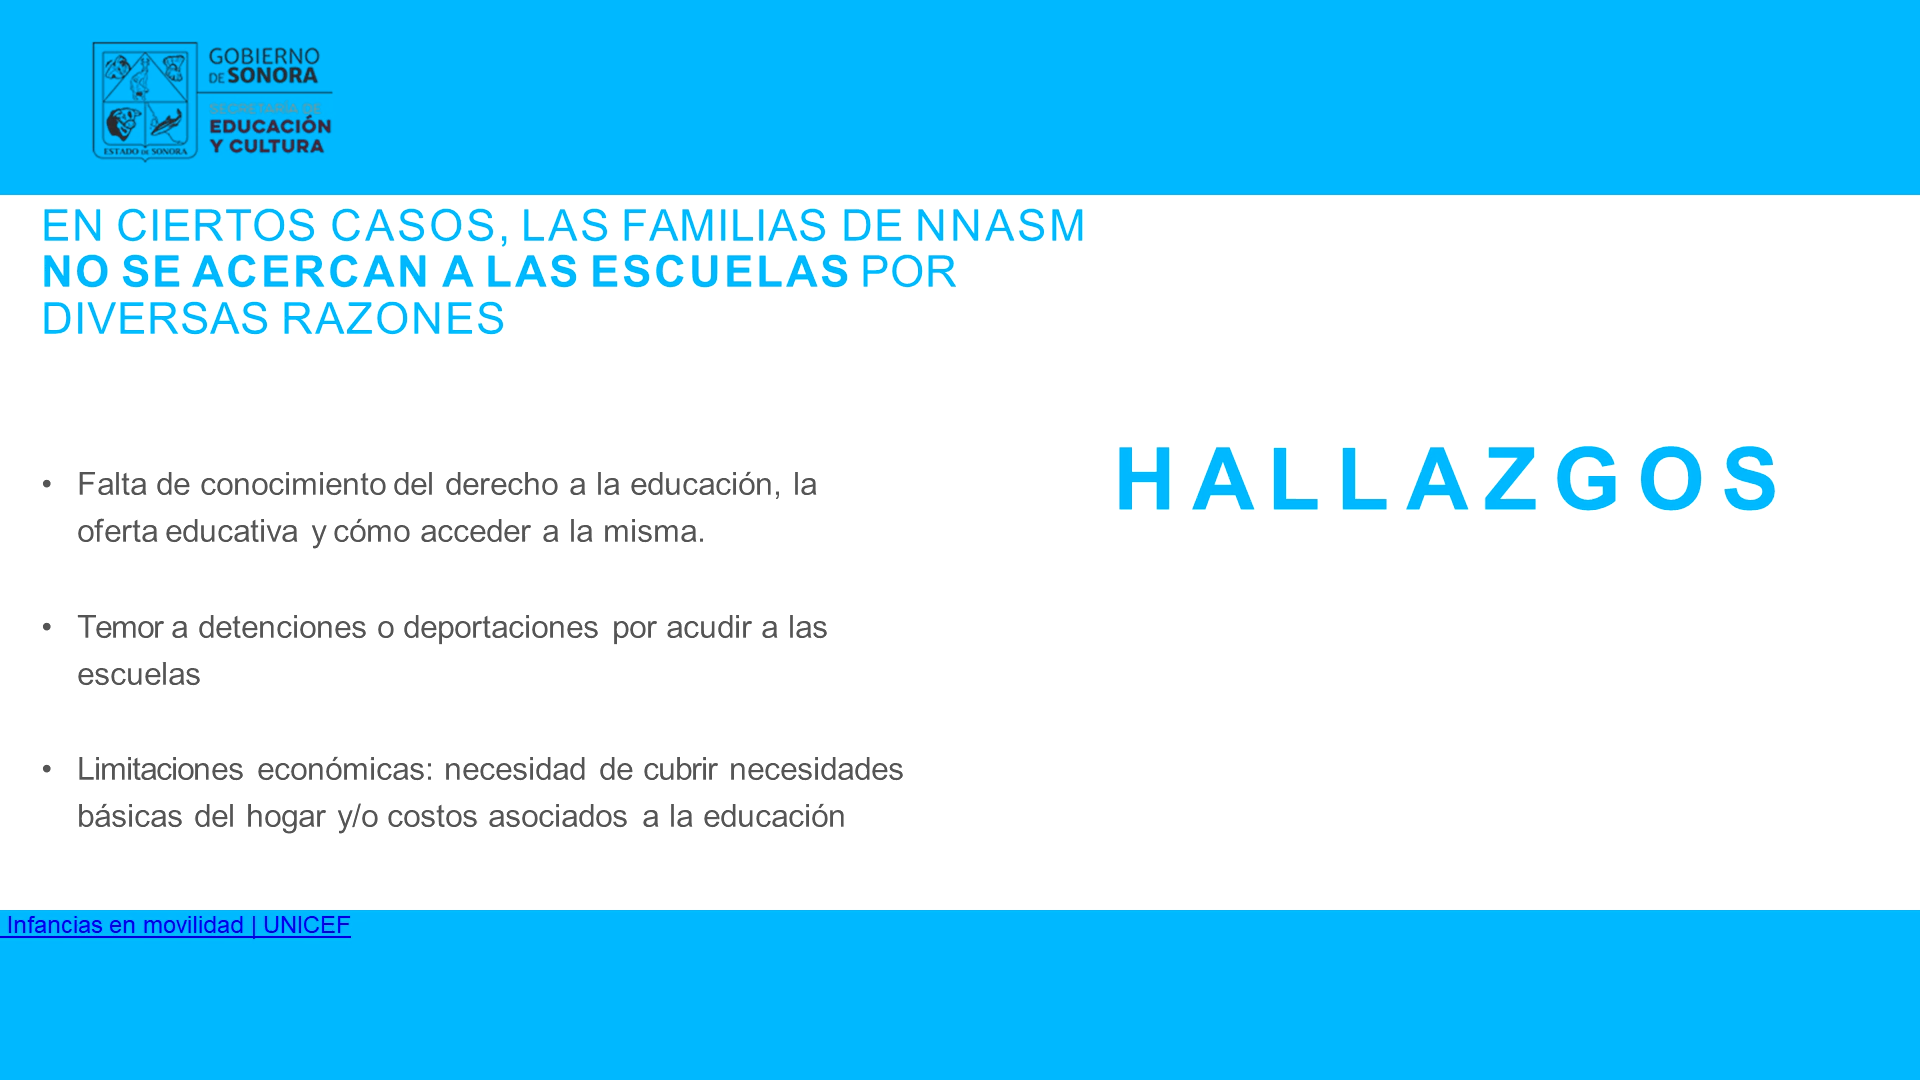 GOBIERNO
DE SONORA
SECRETARÍA DE
EDUCACIÓN
Y CULTURA
ESTADO DE SONORA
EN CIERTOS CASOS, LAS FAMILIAS DE NNASM
NO SE ACERCAN A LAS ESCUELAS POR
DIVERSAS RAZONES
• Falta de conocimiento del derecho a la educación, la
oferta educativa y cómo acceder a la misma.
• Temor a detenciones o deportaciones por acudir a las
escuelas
• Limitaciones económicas: necesidad de cubrir necesidades
básicas del hogar y/o costos asociados a la educación
HALLAZGOS
Infancias en movilidad | UNICEF